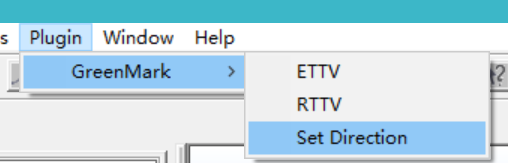 s Plugin Window Help
GreenMark > ETTV
RTTV
Set Direction